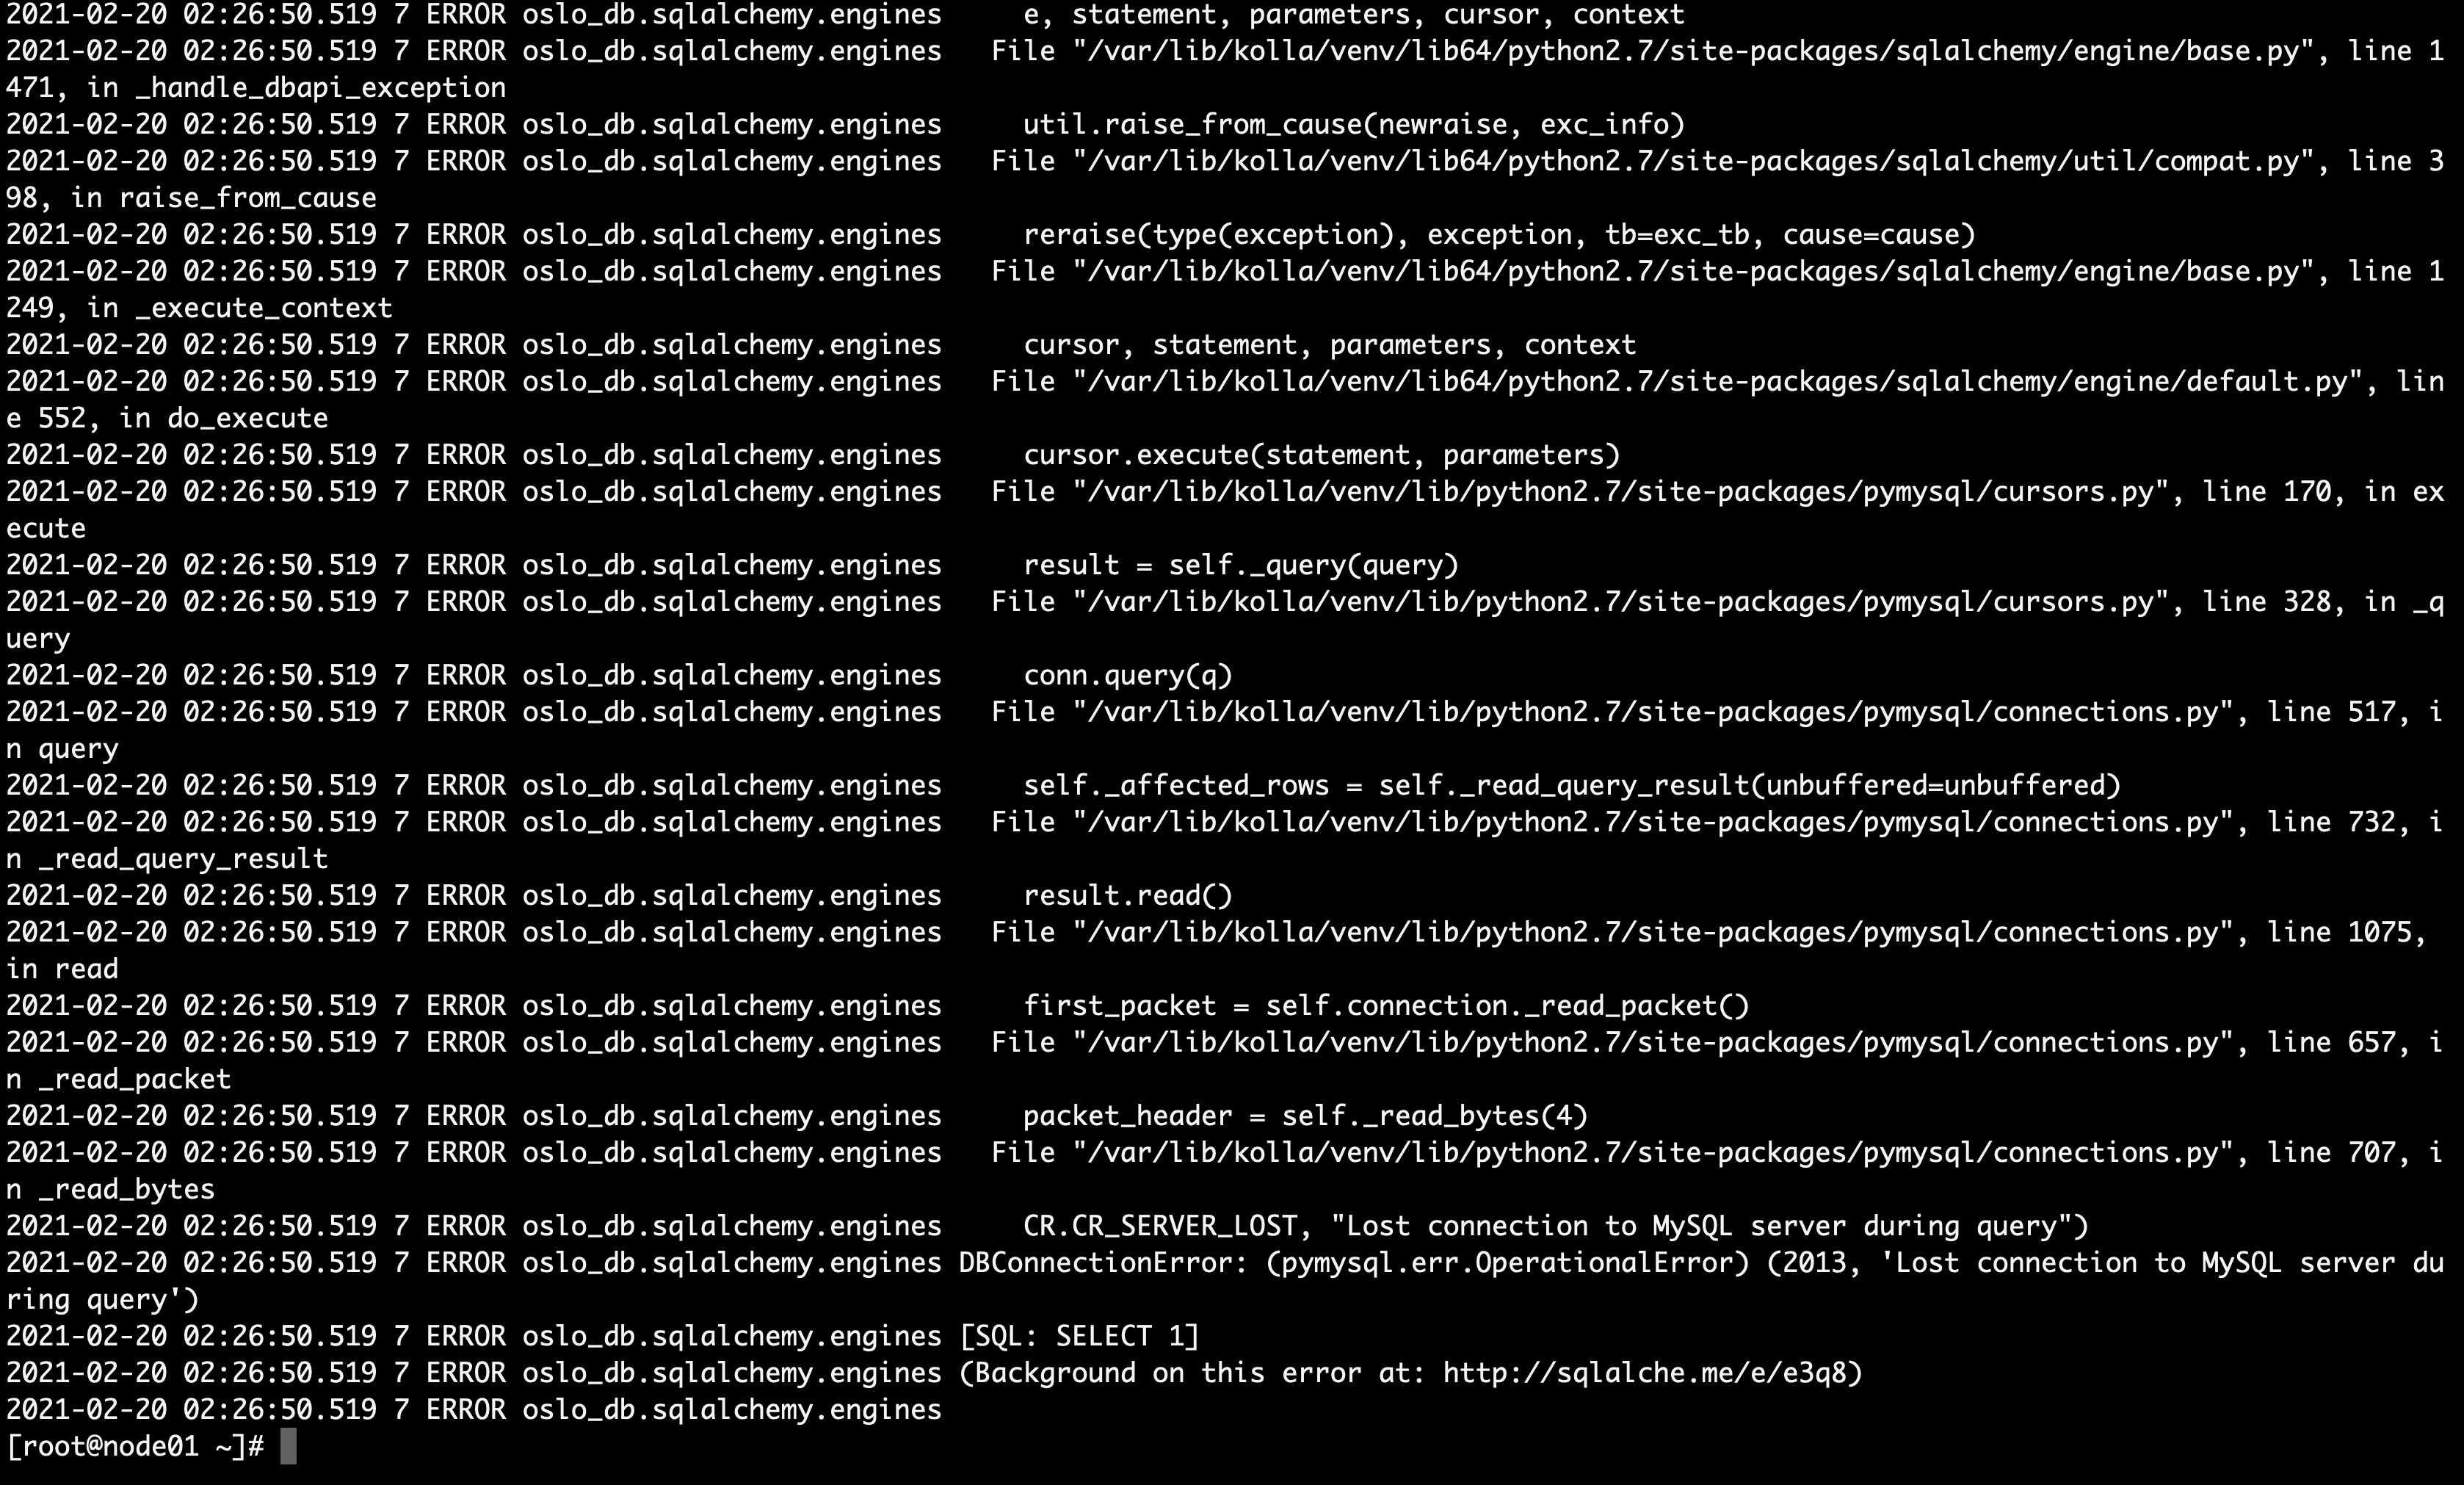 2021-02-20 02:26:50.519 7 ERROR oslo_db.sqlalchemy.engines     e, statement, parameters, cursor, context
2021-02-20 02:26:50.519 7 ERROR oslo_db.sqlalchemy.engines   File "/var/lib/kolla/venv/lib64/python2.7/site-packages/sqlalchemy/engine/base.py", line 1
471, in _handle_dbapi_exception
2021-02-20 02:26:50.519 7 ERROR oslo_db.sqlalchemy.engines     util.raise_from_cause(newraise, exc_info)
2021-02-20 02:26:50.519 7 ERROR oslo_db.sqlalchemy.engines   File "/var/lib/kolla/venv/lib64/python2.7/site-packages/sqlalchemy/util/compat.py", line 3
98, in raise_from_cause
2021-02-20 02:26:50.519 7 ERROR oslo_db.sqlalchemy.engines     reraise(type(exception), exception, tb=exc_tb, cause=cause)
2021-02-20 02:26:50.519 7 ERROR oslo_db.sqlalchemy.engines   File "/var/lib/kolla/venv/lib64/python2.7/site-packages/sqlalchemy/engine/base.py", line 1
249, in _execute_context
2021-02-20 02:26:50.519 7 ERROR oslo_db.sqlalchemy.engines     cursor, statement, parameters, context
2021-02-20 02:26:50.519 7 ERROR oslo_db.sqlalchemy.engines   File "/var/lib/kolla/venv/lib64/python2.7/site-packages/sqlalchemy/engine/default.py", lin
e 552, in do_execute
2021-02-20 02:26:50.519 7 ERROR oslo_db.sqlalchemy.engines     cursor.execute(statement, parameters)
2021-02-20 02:26:50.519 7 ERROR oslo_db.sqlalchemy.engines   File "/var/lib/kolla/venv/lib/python2.7/site-packages/pymysql/cursors.py", line 170, in ex
ecute
2021-02-20 02:26:50.519 7 ERROR oslo_db.sqlalchemy.engines     result = self._query(query)
2021-02-20 02:26:50.519 7 ERROR oslo_db.sqlalchemy.engines   File "/var/lib/kolla/venv/lib/python2.7/site-packages/pymysql/cursors.py", line 328, in _q
uery
2021-02-20 02:26:50.519 7 ERROR oslo_db.sqlalchemy.engines     conn.query(q)
2021-02-20 02:26:50.519 7 ERROR oslo_db.sqlalchemy.engines   File "/var/lib/kolla/venv/lib/python2.7/site-packages/pymysql/connections.py", line 517, i
n query
2021-02-20 02:26:50.519 7 ERROR oslo_db.sqlalchemy.engines     self._affected_rows = self._read_query_result(unbuffered=unbuffered)
2021-02-20 02:26:50.519 7 ERROR oslo_db.sqlalchemy.engines   File "/var/lib/kolla/venv/lib/python2.7/site-packages/pymysql/connections.py", line 732, i
n _read_query_result
2021-02-20 02:26:50.519 7 ERROR oslo_db.sqlalchemy.engines     result.read()
2021-02-20 02:26:50.519 7 ERROR oslo_db.sqlalchemy.engines   File "/var/lib/kolla/venv/lib/python2.7/site-packages/pymysql/connections.py", line 1075,
in read
2021-02-20 02:26:50.519 7 ERROR oslo_db.sqlalchemy.engines     first_packet = self.connection._read_packet()
2021-02-20 02:26:50.519 7 ERROR oslo_db.sqlalchemy.engines   File "/var/lib/kolla/venv/lib/python2.7/site-packages/pymysql/connections.py", line 657, i
n _read_packet
2021-02-20 02:26:50.519 7 ERROR oslo_db.sqlalchemy.engines     packet_header = self._read_bytes(4)
2021-02-20 02:26:50.519 7 ERROR oslo_db.sqlalchemy.engines   File "/var/lib/kolla/venv/lib/python2.7/site-packages/pymysql/connections.py", line 707, i
n _read_bytes
2021-02-20 02:26:50.519 7 ERROR oslo_db.sqlalchemy.engines     CR.CR_SERVER_LOST, "Lost connection to MySQL server during query")
2021-02-20 02:26:50.519 7 ERROR oslo_db.sqlalchemy.engines DBConnectionError: (pymysql.err.OperationalError) (2013, 'Lost connection to MySQL server du
ring query')
2021-02-20 02:26:50.519 7 ERROR oslo_db.sqlalchemy.engines [SQL: SELECT 1]
2021-02-20 02:26:50.519 7 ERROR oslo_db.sqlalchemy.engines (Background on this error at: http://sqlalche.me/e/e3q8)
2021-02-20 02:26:50.519 7 ERROR oslo_db.sqlalchemy.engines
[root@node01 ~]#